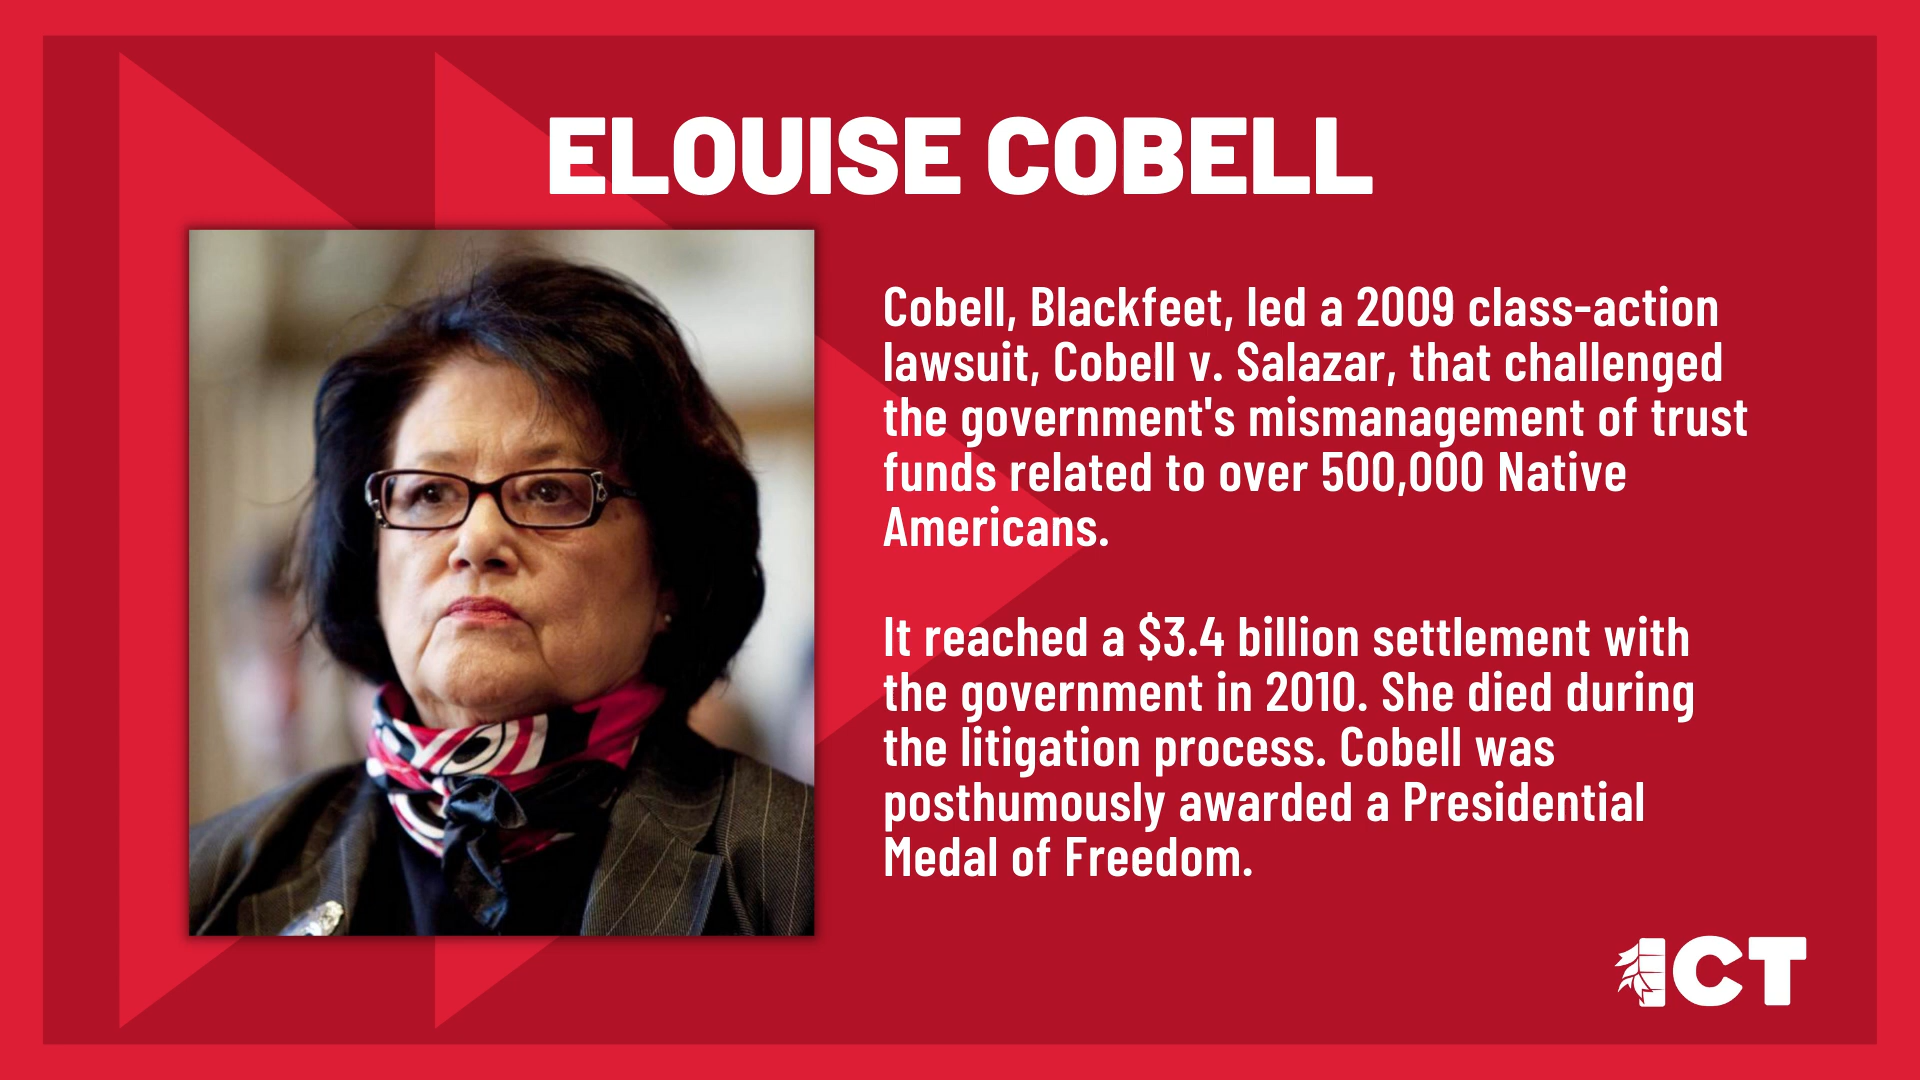 ELOUISE COBELL
Cobell, Blackfeet, led a 2009 class-action
lawsuit, Cobell v. Salazar, that challenged
the government's mismanagement of trust
funds related to over 500,000 Native
Americans.
It reached a $3.4 billion settlement with
the government in 2010. She died during
the litigation process. Cobell was
posthumously awarded a Presidential
Medal of Freedom.
ICT